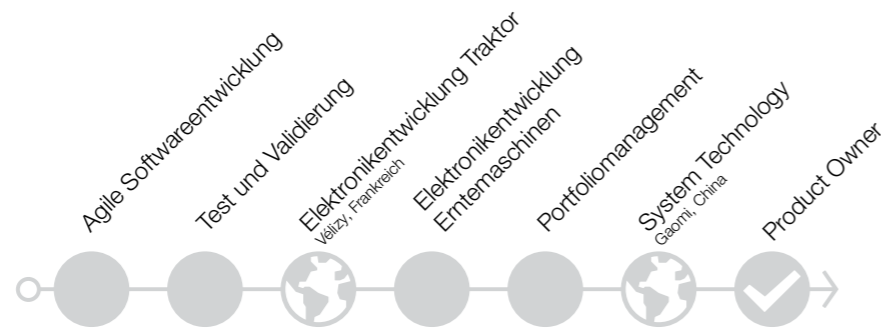 Agile Softwareentwicklung
Test und Validierung
Elektronikentwicklung Traktor
Vélizy, Frankreich
Elektronikentwicklung
Erntemaschinen
Portfoliomanagement
System Technology
Gaomi, China
Product Owner